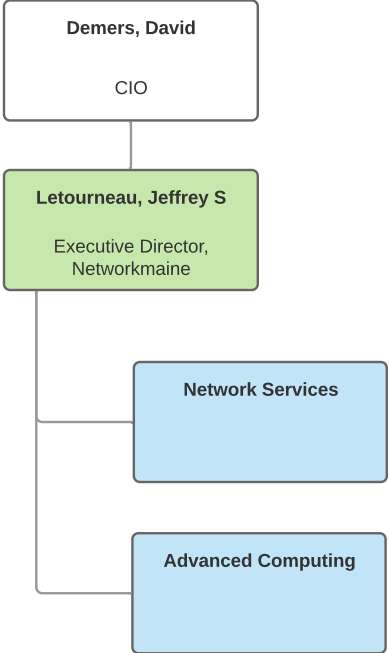 Demers, David
CIO
Letourneau, Jeffrey S
Executive Director,
Networkmaine
Network Services
Advanced Computing